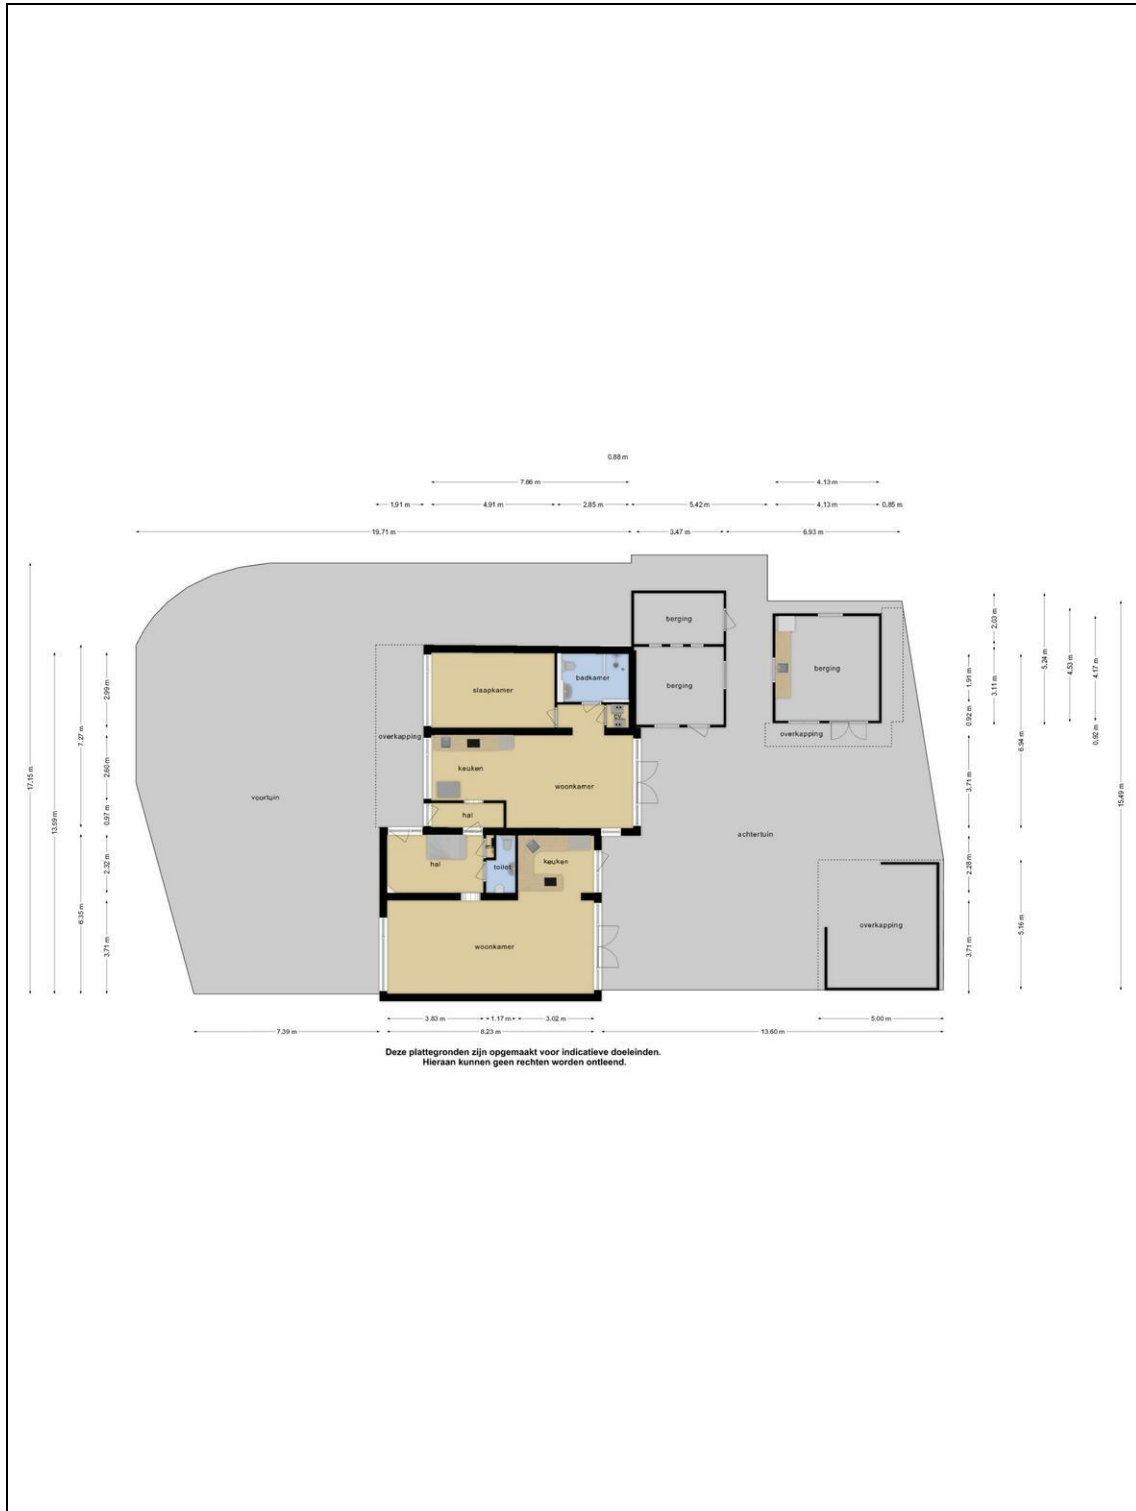 0.88 m
7.86 m
4.13 m
1.91 m
4.91 m
2.85 m
5.42 m
4.13 m
0.85 m
19.71 m
3.47 m
6.93 m
berging
berging
berging
badkamer
slaapkamer
overkapping
overkapping
keuken
woonkamer
voortuin
hal
achtertuin
hal
toilet
keuken
overkapping
woonkamer
17.15 m
13.59 m
7.27 m
6.35 m
2.99 m
2.60 m
0.97 m
2.32 m
3.71 m
1.91 m
0.92 m
3.71 m
2.28 m
3.71 m
2.03 m
3.11 m
6.94 m
5.16 m
5.24 m
4.53 m
4.17 m
0.92 m
15.49 m
3.83 m
1.17 m
3.02 m
5.00 m
7.39 m
8.23 m
13.60 m
Deze plattegronden zijn opgemaakt voor indicatieve doeleinden.
Hieraan kunnen geen rechten worden ontleend.